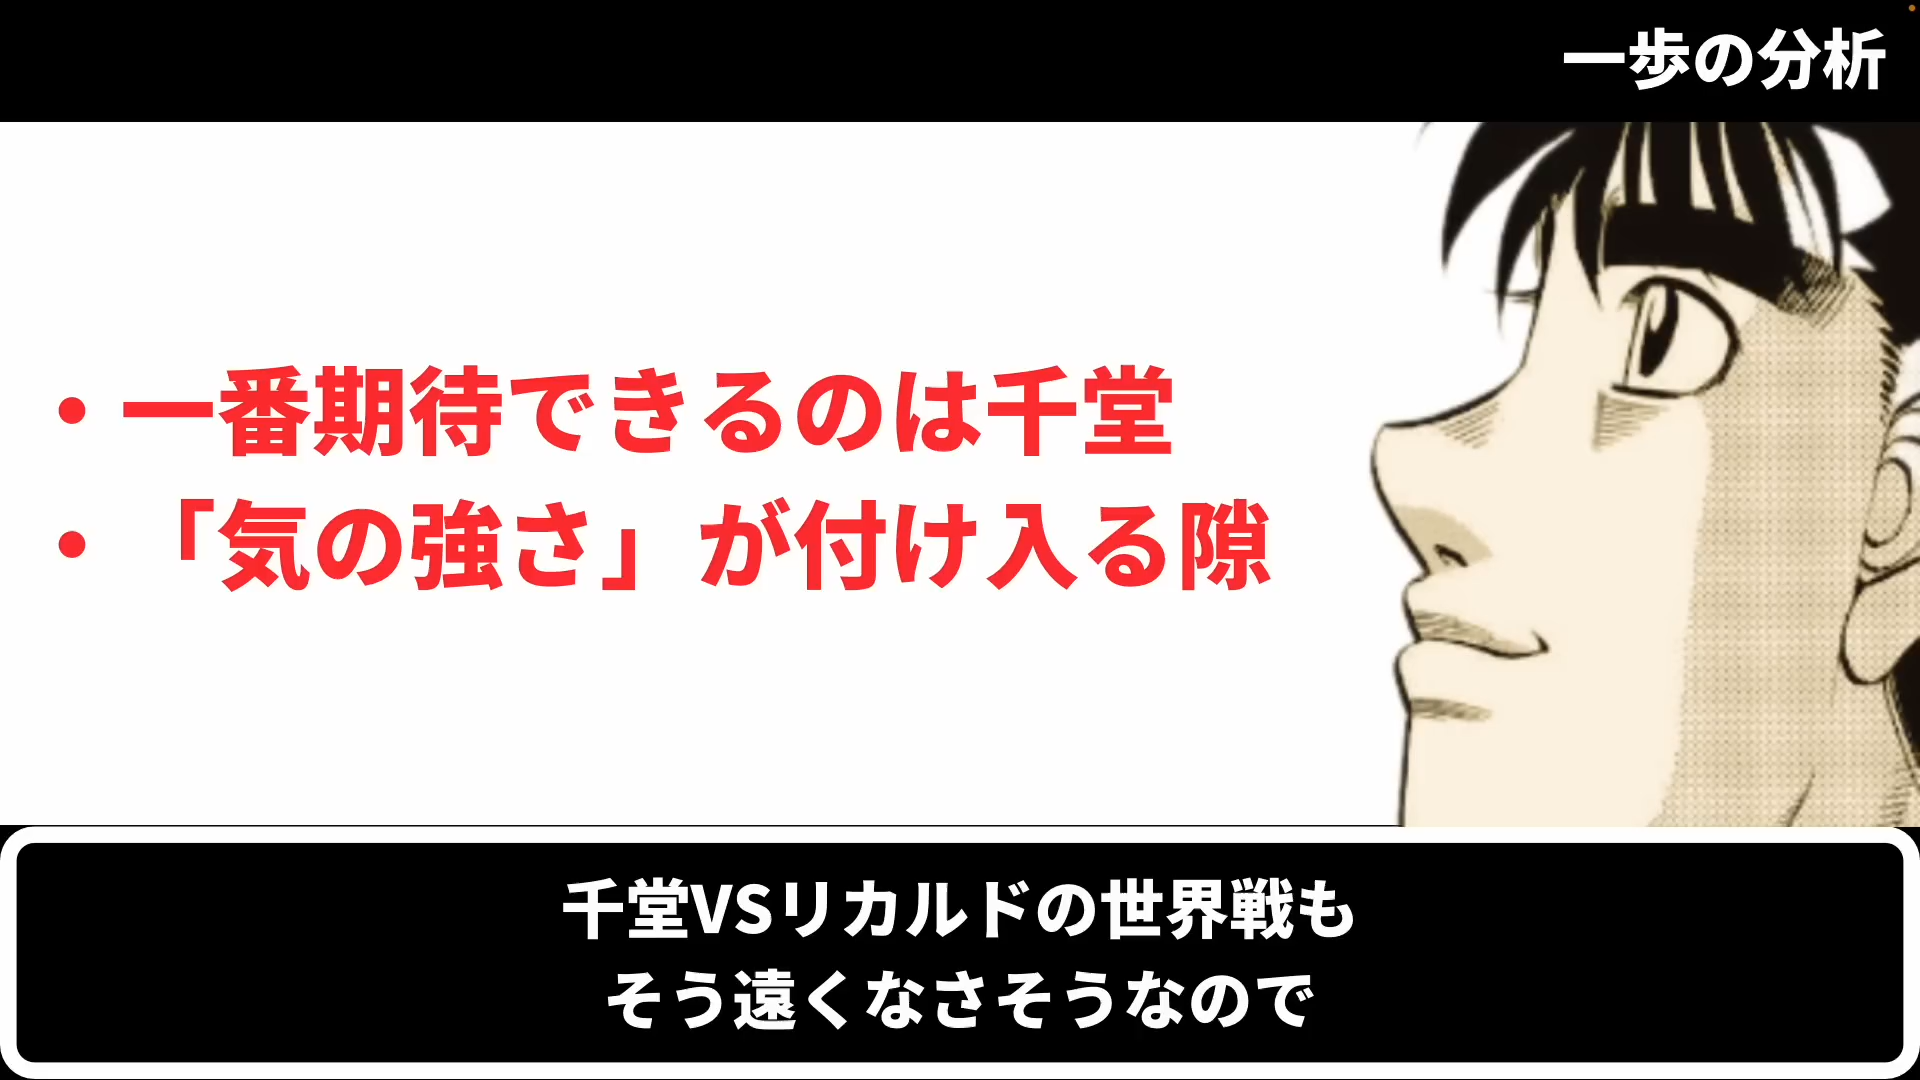 一歩の分析
・一番期待できるのは千堂
・「気の強さ」が付け入る隙
千堂VSリカルドの世界戦も
そう遠くなさそうなので